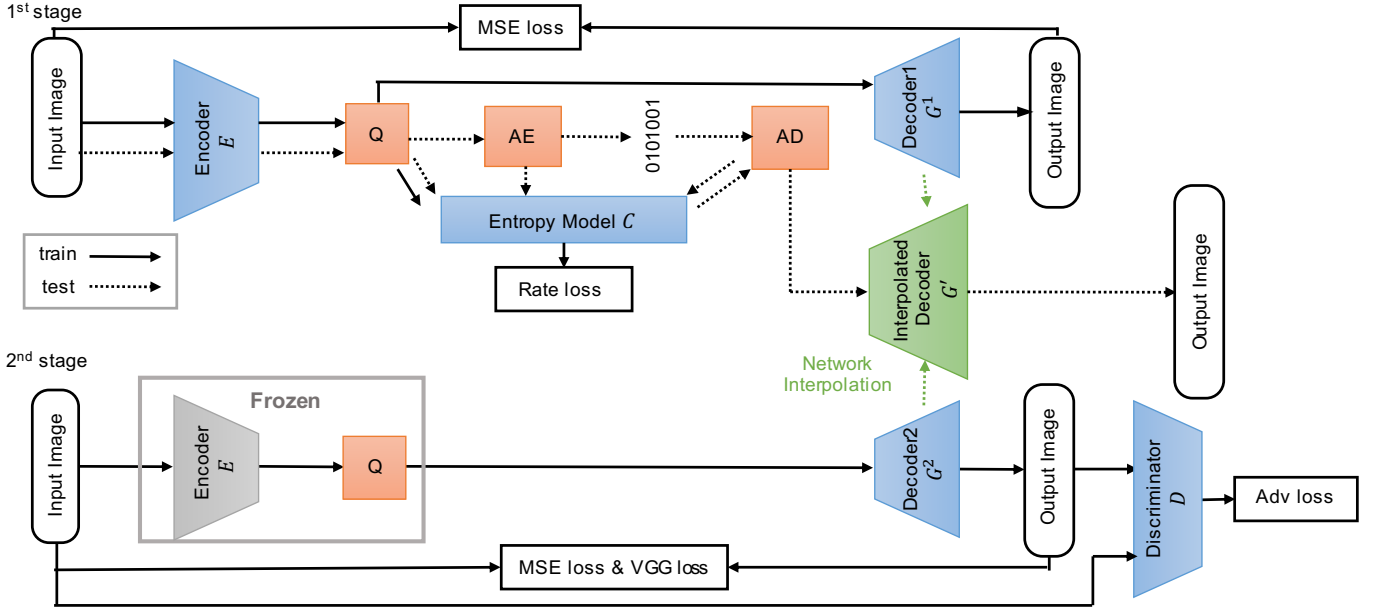 1st stage
MSE loss
Input Image
Encoder
E
Q
AE
0101001
AD
Decoder1
G¹
Output Image
Entropy Model C
Rate loss
train
test
Interpolated
Decoder
G′
Output Image
Network
Interpolation
2nd stage
Input Image
Frozen
Encoder
E
Q
Decoder2
G²
Output Image
Discriminator
D
Adv loss
MSE loss & VGG loss